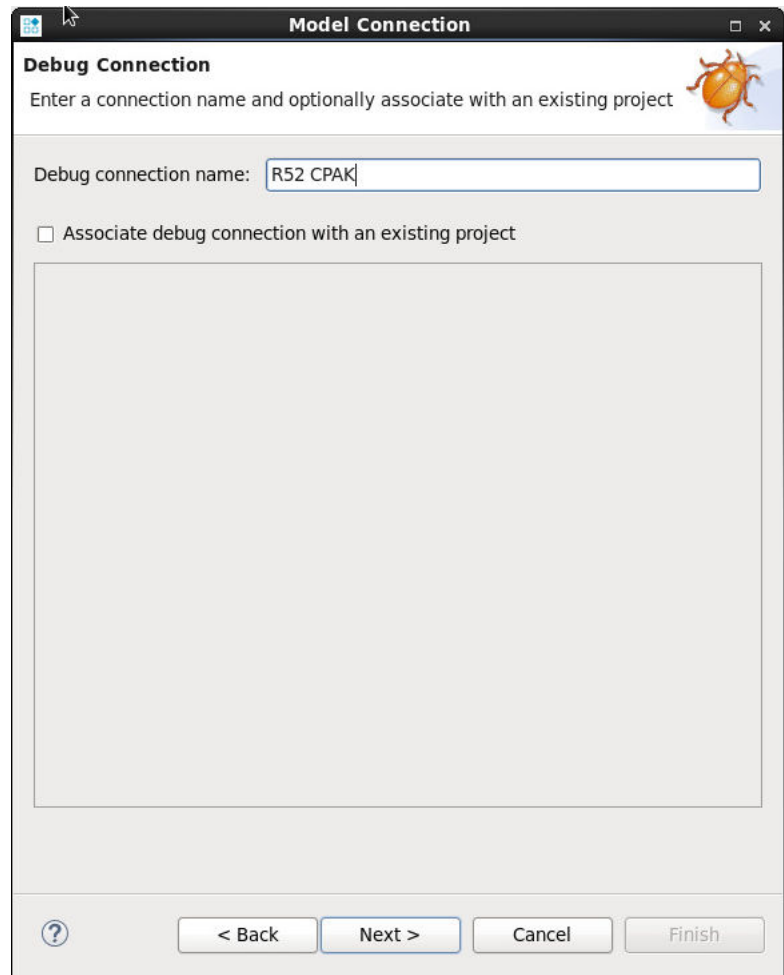 Model Connection
Debug Connection
Enter a connection name and optionally associate with an existing project
Debug connection name: R52 CPAK
Associate debug connection with an existing project
? < Back Next > Cancel Finish